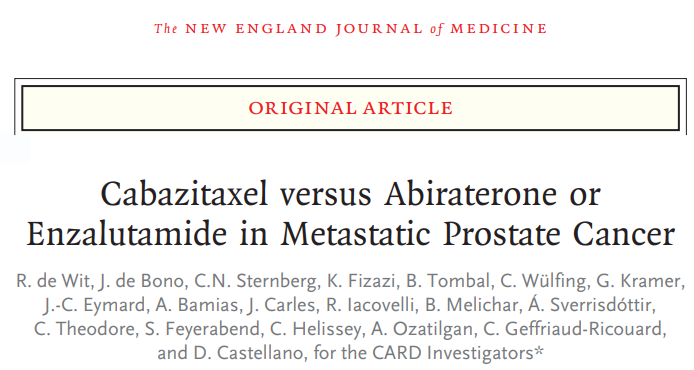 The NEW ENGLAND JOURNAL of MEDICINE
ORIGINAL ARTICLE
Cabazitaxel versus Abiraterone or
Enzalutamide in Metastatic Prostate Cancer
R. de Wit, J. de Bono, C.N. Sternberg, K. Fizazi, B. Tombal, C. Wülfing, G. Kramer,
J.-C. Eymard, A. Bamias, J. Carles, R. Iacovelli, B. Melichar, Á. Sverrisdóttir,
C. Theodore, S. Feyerabend, C. Helissey, A. Ozatilgan, C. Geffriaud-Ricouard,
and D. Castellano, for the CARD Investigators*